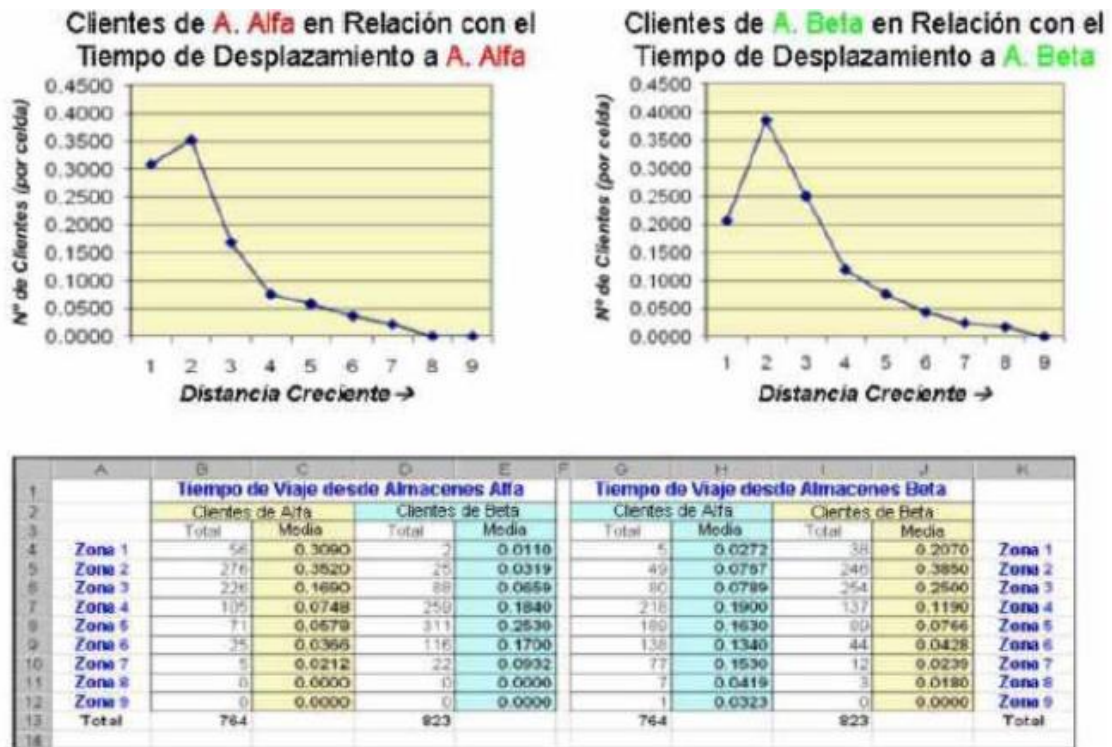 Clientes de A. Alfa en Relación con el
Tiempo de Desplazamiento a A. Alfa
Nº de Clientes (por celda)
0.4500
0.4000
0.3500
0.3000
0.2500
0.2000
0.1500
0.1000
0.0500
0.0000
1 2 3 4 5 6 7 8 9
Distancia Creciente →
Clientes de A. Beta en Relación con el
Tiempo de Desplazamiento a A. Beta
Nº de Clientes (por celda)
0.4500
0.4000
0.3500
0.3000
0.2500
0.2000
0.1500
0.1000
0.0500
0.0000
1 2 3 4 5 6 7 8 9
Distancia Creciente →
A B C D E F G H I J K
1 Tiempo de Viaje desde Almacenes Alfa Tiempo de Viaje desde Almacenes Beta
2 Clientes de Alfa Clientes de Beta Clientes de Alfa Clientes de Beta
3 Total Media Total Media Total Media Total Media
4 Zona 1 56 0.3090 2 0.0110 5 0.0272 38 0.2070 Zona 1
5 Zona 2 276 0.3520 25 0.0319 49 0.0767 246 0.3850 Zona 2
6 Zona 3 226 0.1690 88 0.0659 80 0.0789 254 0.2500 Zona 3
7 Zona 4 105 0.0748 259 0.1840 218 0.1900 137 0.1190 Zona 4
8 Zona 5 71 0.0579 311 0.2530 189 0.1630 89 0.0766 Zona 5
9 Zona 6 25 0.0366 116 0.1700 138 0.1340 44 0.0428 Zona 6
10 Zona 7 5 0.0212 22 0.0932 77 0.1530 12 0.0239 Zona 7
11 Zona 8 0 0.0000 0 0.0000 7 0.0419 3 0.0180 Zona 8
12 Zona 9 0 0.0000 0 0.0000 1 0.0323 0 0.0000 Zona 9
13 Total 764 823 764 823 Total